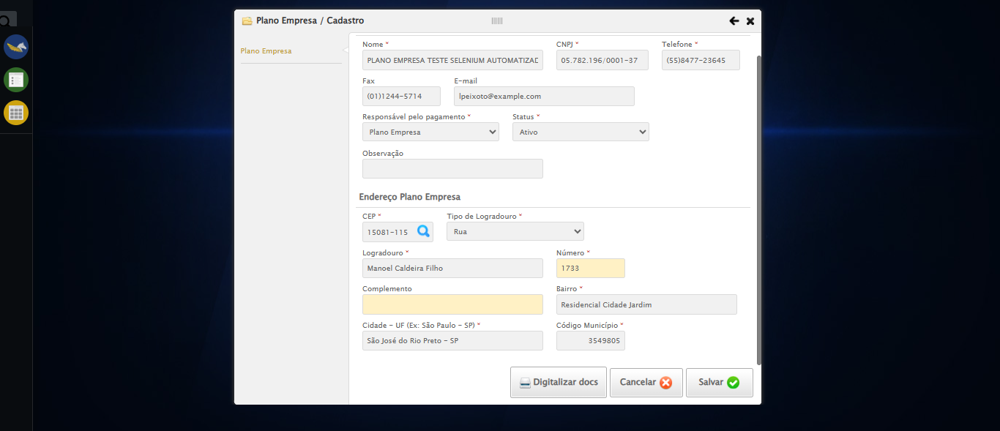 Plano Empresa / Cadastro
Plano Empresa
Nome * CNPJ * Telefone *
PLANO EMPRESA TESTE SELENIUM AUTOMATIZAD 05.782.196/0001-37 (55)8477-23645
Fax E-mail
(01)1244-5714 lpeixoto@example.com
Responsável pelo pagamento * Status *
Plano Empresa Ativo
Observação
Endereço Plano Empresa
CEP * Tipo de Logradouro *
15081-115 Rua
Logradouro * Número *
Manoel Caldeira Filho 1733
Complemento Bairro *
Residencial Cidade Jardim
Cidade - UF (Ex: São Paulo - SP) * Código Município *
São José do Rio Preto - SP 3549805
Digitalizar docs Cancelar Salvar